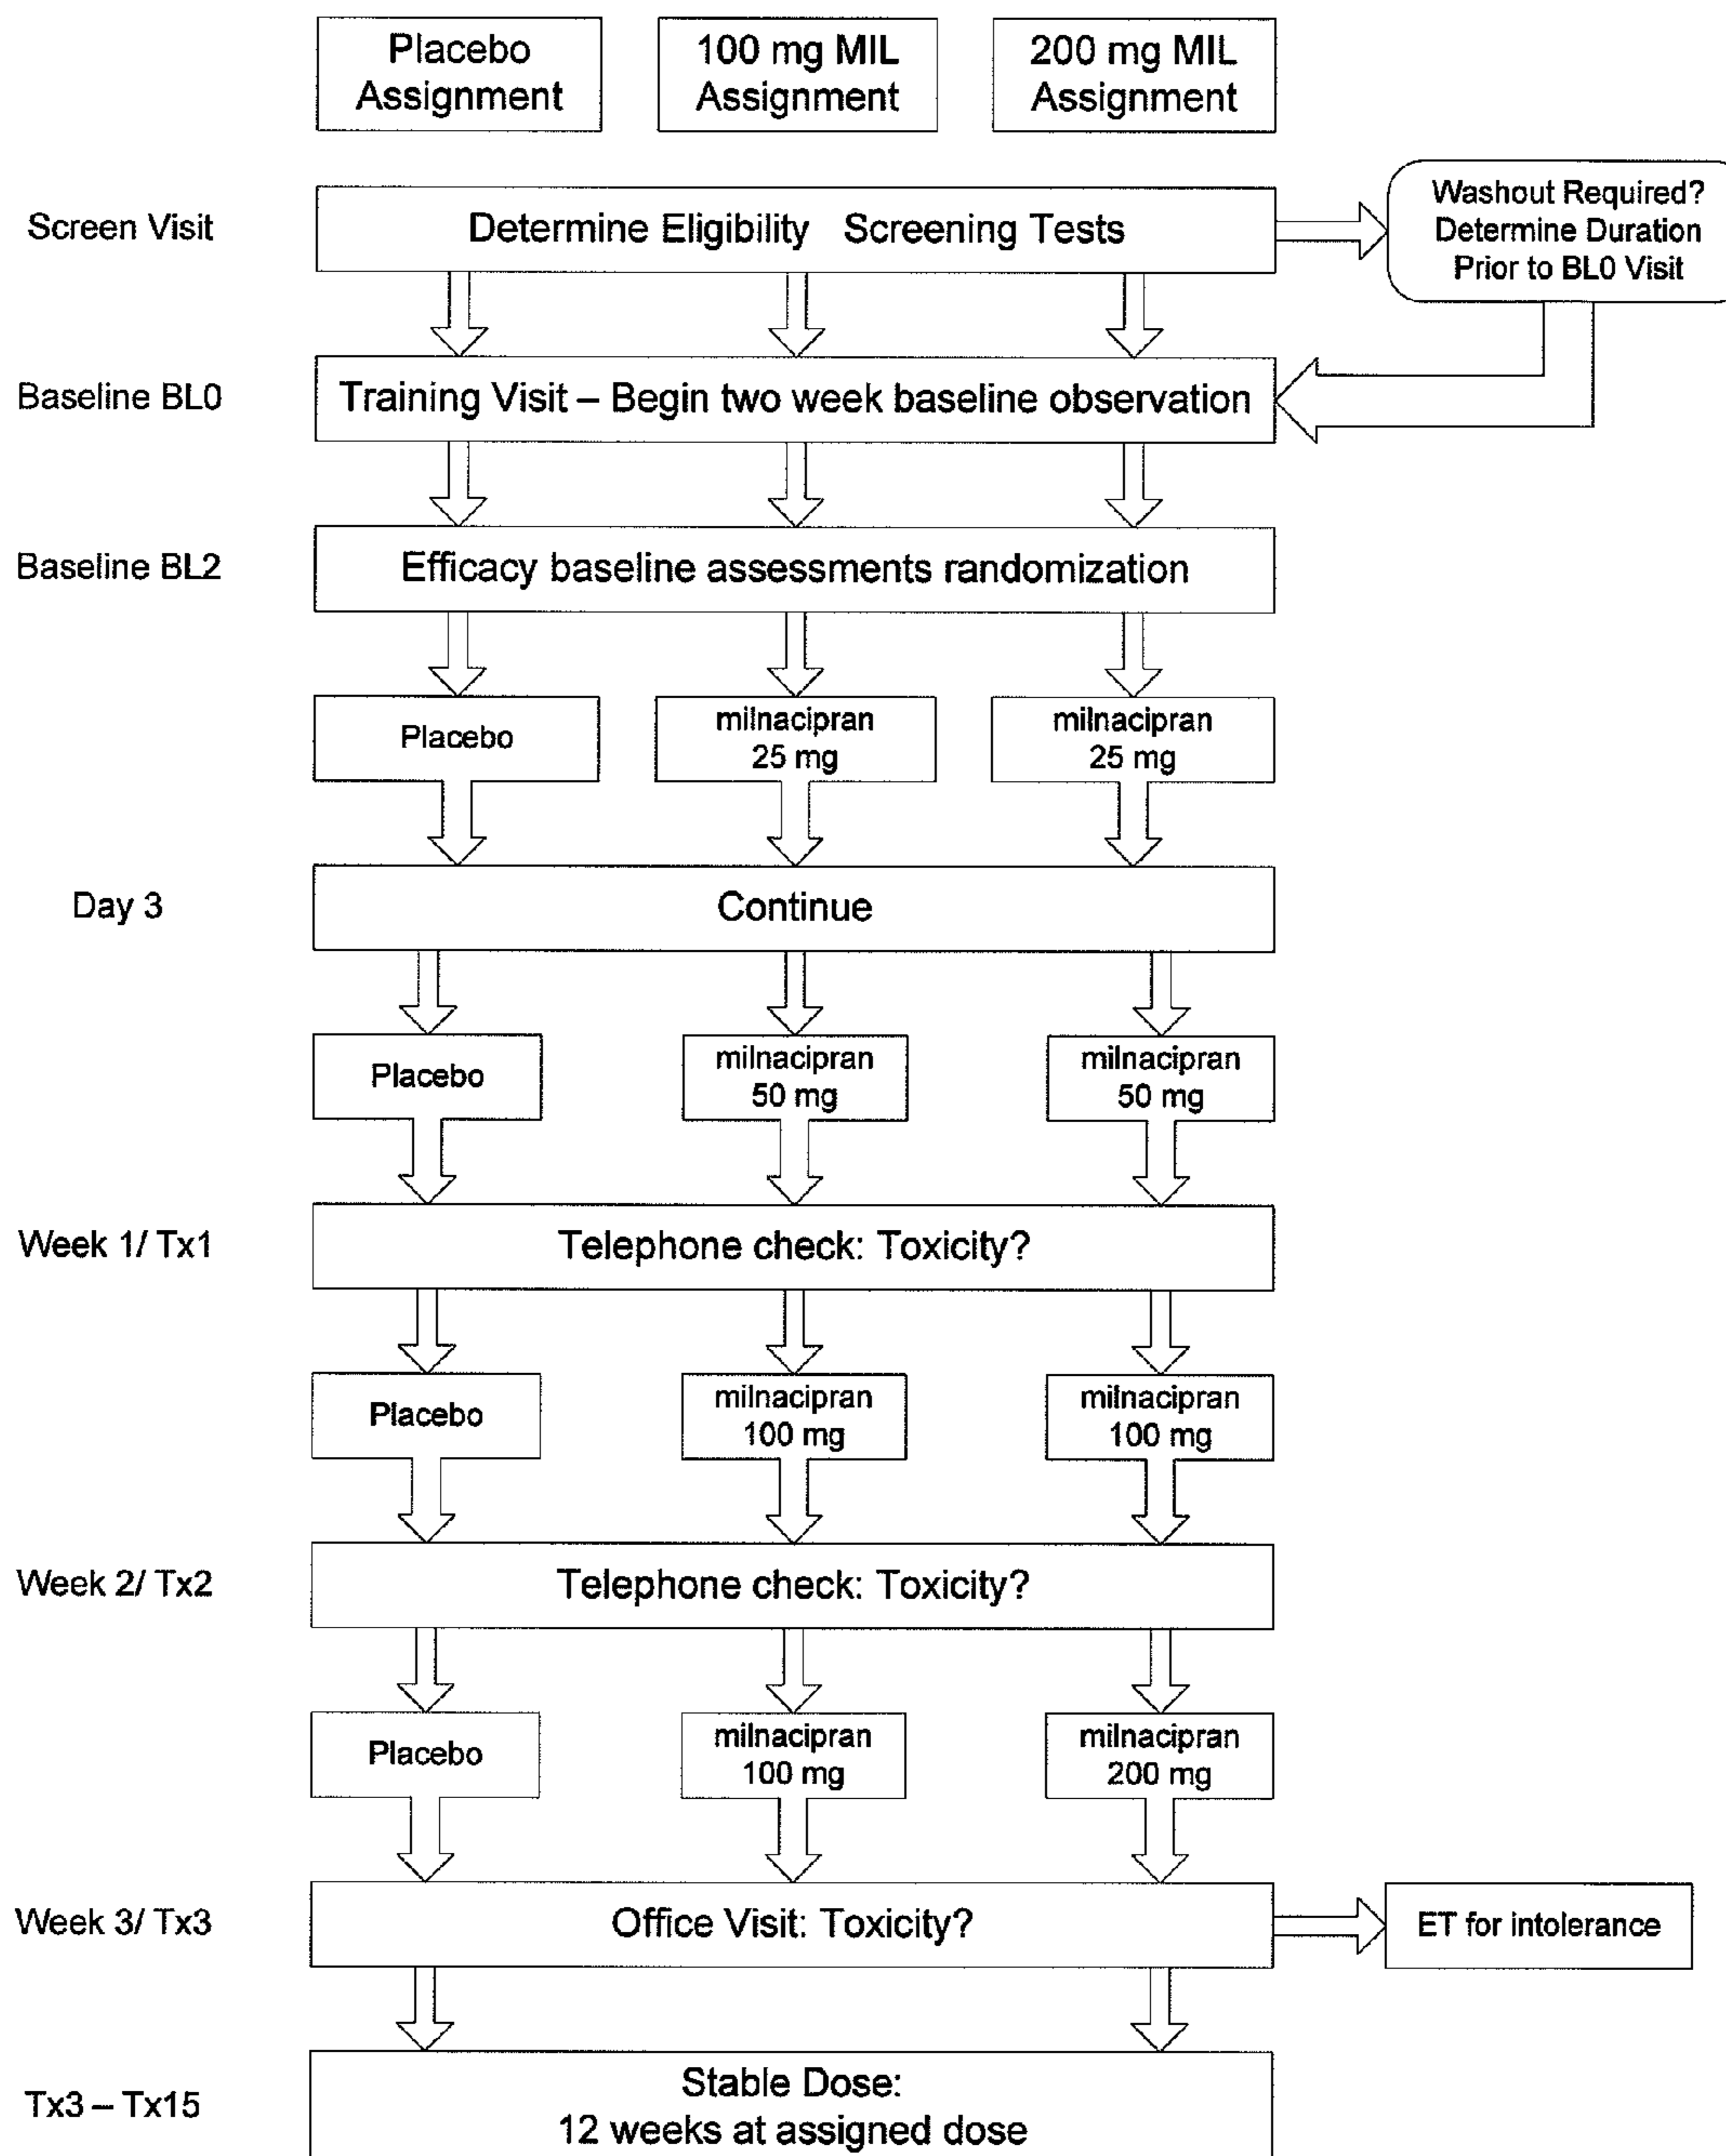 Placebo
Assignment
100 mg MIL
Assignment
200 mg MIL
Assignment
Screen Visit
Determine Eligibility   Screening Tests
Washout Required?
Determine Duration
Prior to BL0 Visit
Baseline BL0
Training Visit – Begin two week baseline observation
Baseline BL2
Efficacy baseline assessments randomization
Placebo
milnacipran
25 mg
milnacipran
25 mg
Day 3
Continue
Placebo
milnacipran
50 mg
milnacipran
50 mg
Week 1/ Tx1
Telephone check: Toxicity?
Placebo
milnacipran
100 mg
milnacipran
100 mg
Week 2/ Tx2
Telephone check: Toxicity?
Placebo
milnacipran
100 mg
milnacipran
200 mg
Week 3/ Tx3
Office Visit: Toxicity?
ET for intolerance
Tx3 – Tx15
Stable Dose:
12 weeks at assigned dose